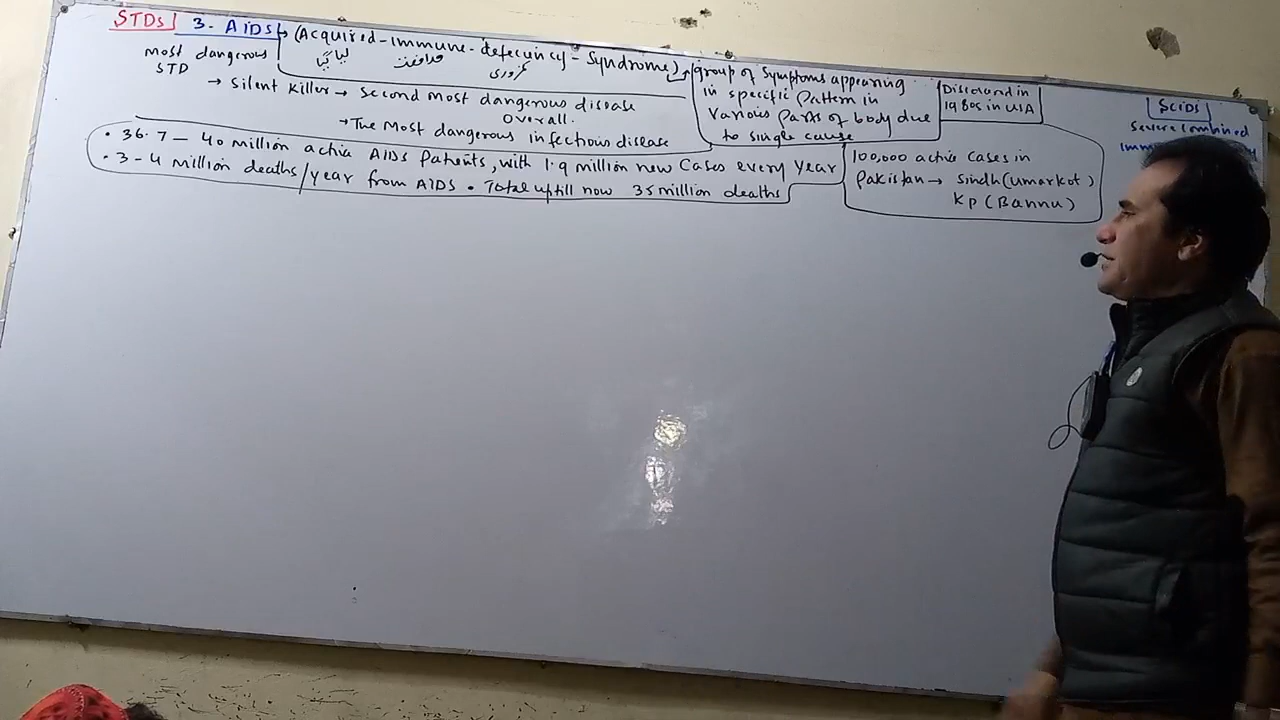 STDs 3. AIDS → (Acquired-immune-defeciency-Syndrome)
لیا گیا مدافعت کمزوری
Most dangerous
STD
→ Silent Killer → Second most dangerous disease
overall.
→ The Most dangerous infectious disease
group of Symptoms appearing
in specific Pattern in
various Parts of body due
to single cause
Discoverd in
1980s in USA
SCIDS
Severe combined
• 36.7 – 40 million active AIDS Patients, with 1.9 million new Cases every year
• 3-4 million deaths/year from AIDS • Total uptill now 35 million deaths
100,000 active cases in
Pakistan → Sindh (Umarkot)
KP (Bannu)